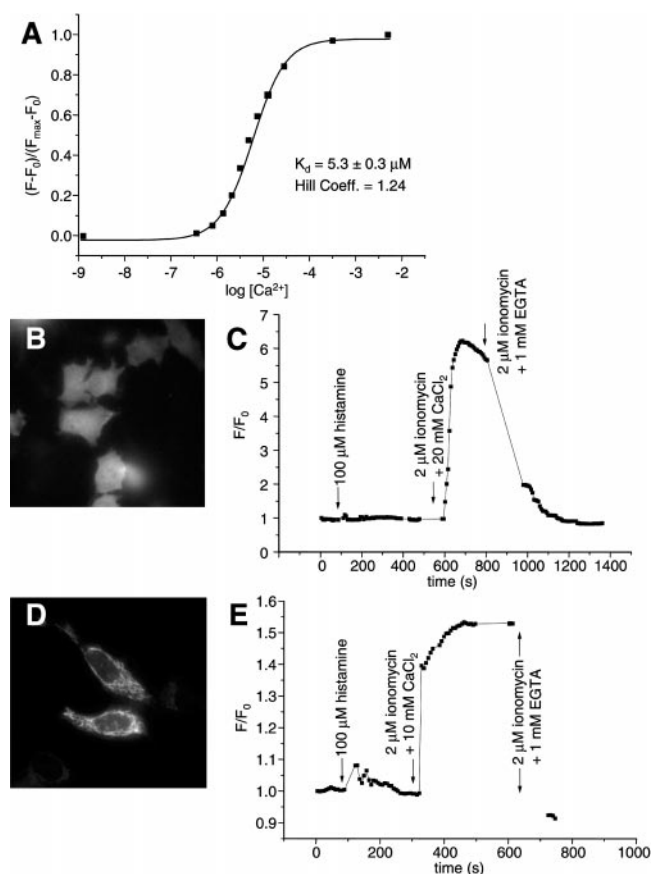 A
(F-F₀)/(Fmax-F₀)
1.0
0.8
0.6
0.4
0.2
0.0
Kd = 5.3 ± 0.3 μM
Hill Coeff. = 1.24
-9 -8 -7 -6 -5 -4 -3 -2
log [Ca²⁺]
B
C
F/F₀
7
6
5
4
3
2
1
0
100 μM histamine
2 μM ionomycin
+ 20 mM CaCl₂
2 μM ionomycin
+ 1 mM EGTA
0 200 400 600 800 1000 1200 1400
time (s)
D
E
F/F₀
1.6
1.5
1.4
1.3
1.2
1.1
1.0
0.9
100 μM histamine
2 μM ionomycin
+ 10 mM CaCl₂
2 μM ionomycin
+ 1 mM EGTA
0 200 400 600 800 1000
time (s)